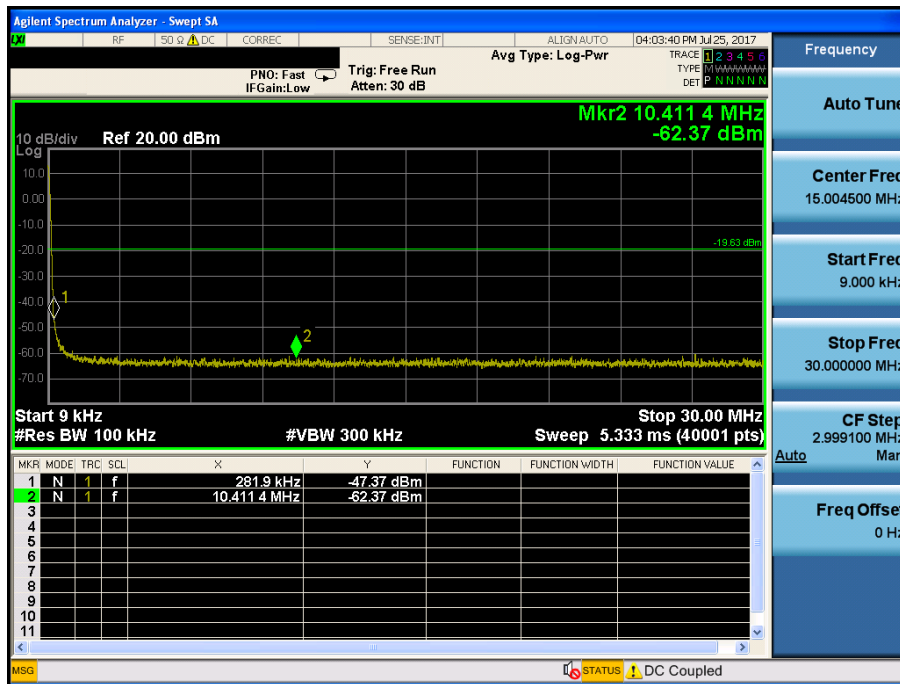 Agilent Spectrum Analyzer - Swept SA
LXI RF 50 Ω DC CORREC SENSE:INT ALIGN AUTO 04:03:40 PM Jul 25, 2017
Avg Type: Log-Pwr TRACE 1 2 3 4 5 6
PNO: Fast Trig: Free Run TYPE M
IFGain:Low Atten: 30 dB DET P N N N N N
Mkr2 10.411 4 MHz
10 dB/div Ref 20.00 dBm -62.37 dBm
Log
10.0
0.00
-10.0
-20.0 -19.63 dBm
-30.0
-40.0 1
-50.0
-60.0 2
-70.0
Start 9 kHz Stop 30.00 MHz
#Res BW 100 kHz #VBW 300 kHz Sweep 5.333 ms (40001 pts)
MKR MODE TRC SCL X Y FUNCTION FUNCTION WIDTH FUNCTION VALUE
1 N 1 f 281.9 kHz -47.37 dBm
2 N 1 f 10.411 4 MHz -62.37 dBm
3
4
5
6
7
8
9
10
11
MSG STATUS DC Coupled
Frequency
Auto Tune
Center Freq
15.004500 MHz
Start Freq
9.000 kHz
Stop Freq
30.000000 MHz
CF Step
2.999100 MHz
Auto Man
Freq Offset
0 Hz